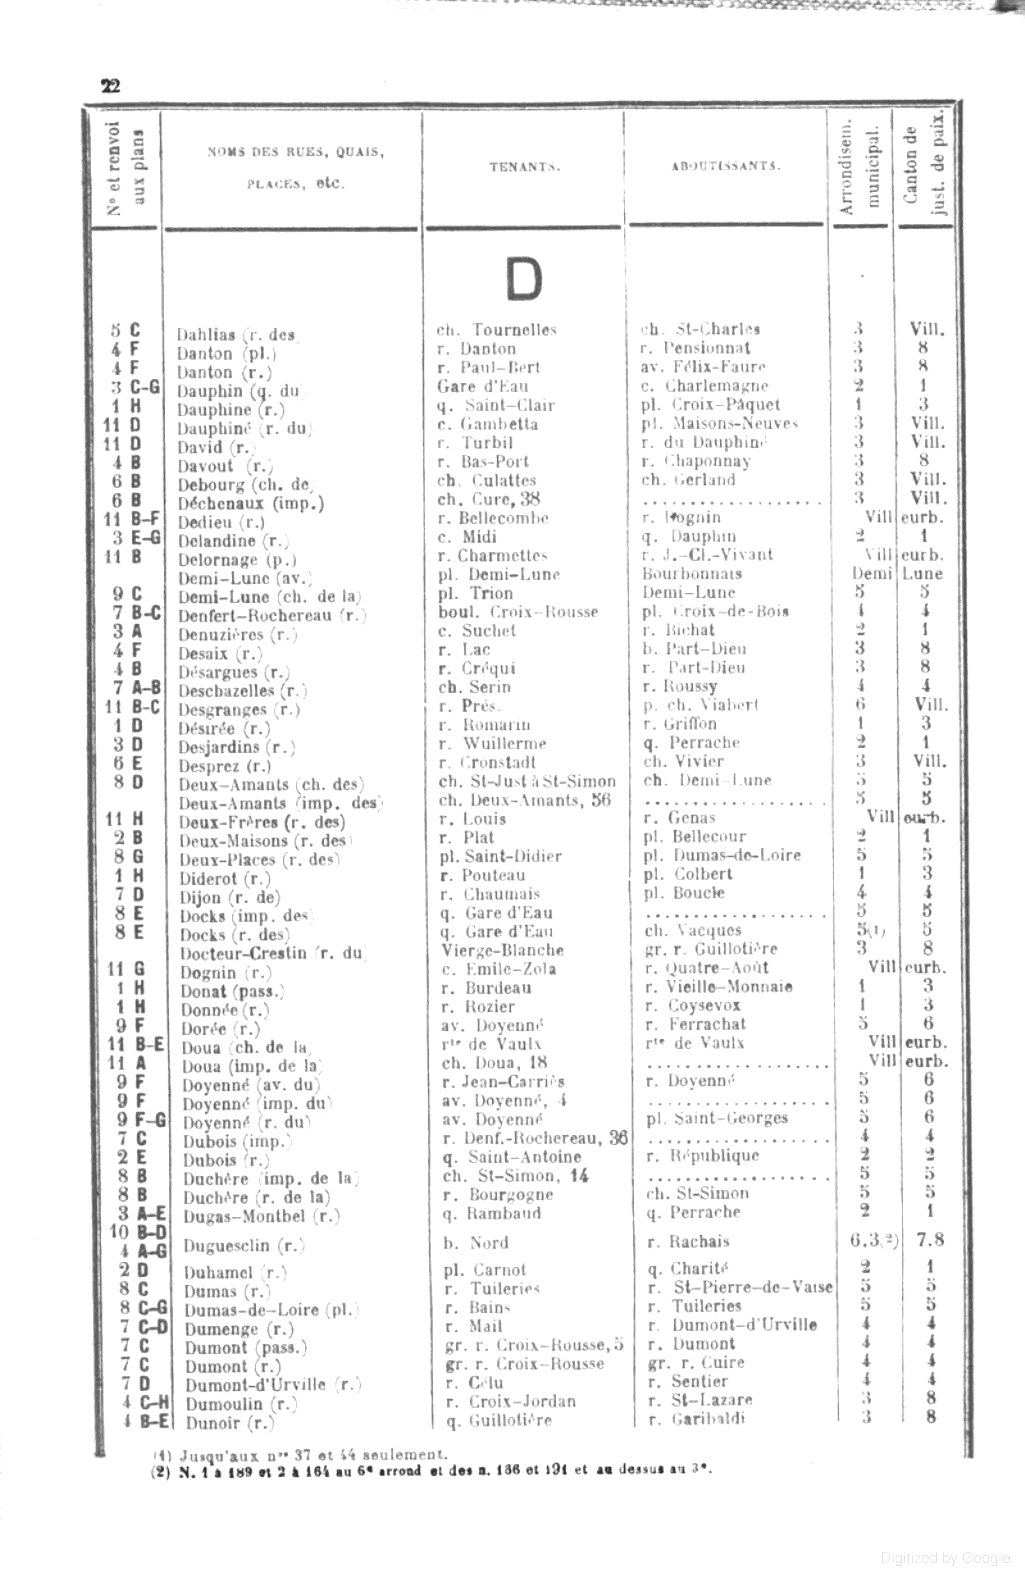 22
N° et renvoi aux plans
NOMS DES RUES, QUAIS, PLACES, etc.
TENANTS.
ABOUTISSANTS.
Arrondisem. municipal.
Canton de just. de paix.
D
5 C Dahlias (r. des ch. Tournelles ch. St-Charles 3 Vill.
4 F Danton (pl.) r. Danton r. Pensionnat 3 8
4 F Danton (r.) r. Paul-Bert av. Félix-Faure 3 8
3 C-G Dauphin (q. du Gare d'Eau c. Charlemagne 2 1
1 H Dauphine (r.) q. Saint-Clair pl. Croix-Pâquet 1 3
11 D Dauphiné (r. du) c. Gambetta pl. Maisons-Neuves 3 Vill.
11 D David (r.) r. Turbil r. du Dauphiné 3 Vill.
4 B Davout (r.) r. Bas-Port r. Chaponnay 3 8
6 B Debourg (ch. de) ch. Culattes ch. Gerland 3 Vill.
6 B Déchenaux (imp.) ch. Cure, 38 ................... 3 Vill.
11 B-F Dedieu (r.) r. Bellecombe r. Hognin Vill eurb.
3 E-G Delandine (r.) c. Midi q. Dauphin 2 1
11 B Delornage (p.) r. Charmettes r. J.-Cl.-Vivant Vill eurb.
Demi-Lune (av.) pl. Demi-Lune Bourbonnais Demi Lune
9 C Demi-Lune (ch. de la) pl. Trion Demi-Lune 5 5
7 B-C Denfert-Rochereau (r.) boul. Croix-Rousse pl. Croix-de-Bois 4 4
3 A Denuzières (r.) c. Suchet r. Bichat 2 1
4 F Desaix (r.) r. Lac b. Part-Dieu 3 8
4 B Désargues (r.) r. Créqui r. Part-Dieu 3 8
7 A-B Deschazelles (r.) ch. Serin r. Roussy 4 4
11 B-C Desgranges (r.) r. Prés. p. ch. Viabert 6 Vill.
1 D Désirée (r.) r. Romarin r. Griffon 1 3
3 D Desjardins (r.) r. Wuillerme q. Perrache 2 1
6 E Desprez (r.) r. Cronstadt ch. Vivier 3 Vill.
8 D Deux-Amants (ch. des) ch. St-Just à St-Simon ch. Demi-Lune 5 5
Deux-Amants (imp. des) ch. Deux-Amants, 56 ................... 5 5
11 H Deux-Frères (r. des) r. Louis r. Genas Vill eurb.
2 B Deux-Maisons (r. des) r. Plat pl. Bellecour 2 1
8 G Deux-Places (r. des) pl. Saint-Didier pl. Dumas-de-Loire 5 5
1 H Diderot (r.) r. Pouteau pl. Colbert 1 3
7 D Dijon (r. de) r. Chaumais pl. Boucle 4 4
8 E Docks (imp. des) q. Gare d'Eau ................... 5 5
8 E Docks (r. des) q. Gare d'Eau ch. Vacques 5(1) 5
Docteur-Crestin (r. du) Vierge-Blanche gr. r. Guillotière 3 8
11 G Dognin (r.) c. Emile-Zola r. Quatre-Août Vill eurb.
1 H Donat (pass.) r. Burdeau r. Vieille-Monnaie 1 3
1 H Donnée (r.) r. Rozier r. Coysevox 1 3
9 F Dorée (r.) av. Doyenné r. Ferrachat 5 6
11 B-E Doua (ch. de la) rte de Vaulx rte de Vaulx Vill eurb.
11 A Doua (imp. de la) ch. Doua, 18 ................... Vill eurb.
9 F Doyenné (av. du) r. Jean-Carriès r. Doyenné 5 6
9 F Doyenné (imp. du) av. Doyenné, 4 ................... 5 6
9 F-G Doyenné (r. du) av. Doyenné pl. Saint-Georges 5 6
7 C Dubois (imp.) r. Denf.-Rochereau, 36 ................... 4 4
2 E Dubois (r.) q. Saint-Antoine r. République 2 2
8 B Duchère (imp. de la) ch. St-Simon, 14 ................... 5 5
8 B Duchère (r. de la) r. Bourgogne ch. St-Simon 5 5
3 A-E Dugas-Montbel (r.) q. Rambaud q. Perrache 2 1
10 B-D
4 A-G Duguesclin (r.) b. Nord r. Rachais 6.3(2) 7.8
2 D Duhamel (r.) pl. Carnot q. Charité 2 1
8 C Dumas (r.) r. Tuileries r. St-Pierre-de-Vaise 5 5
8 C-G Dumas-de-Loire (pl.) r. Bains r. Tuileries 5 5
7 C-D Dumenge (r.) r. Mail r. Dumont-d'Urville 4 4
7 C Dumont (pass.) gr. r. Croix-Rousse, 5 r. Dumont 4 4
7 C Dumont (r.) gr. r. Croix-Rousse gr. r. Cuire 4 4
7 D Dumont-d'Urville (r.) r. Célu r. Sentier 4 4
4 C-H Dumoulin (r.) r. Croix-Jordan r. St-Lazare 3 8
4 B-E Dunoir (r.) q. Guillotière r. Garibaldi 3 8
(1) Jusqu'aux nos 37 et 44 seulement.
(2) N. 1 à 189 et 2 à 164 au 6e arrond et des n. 186 et 191 et au dessus au 3e.
Digitized by Google